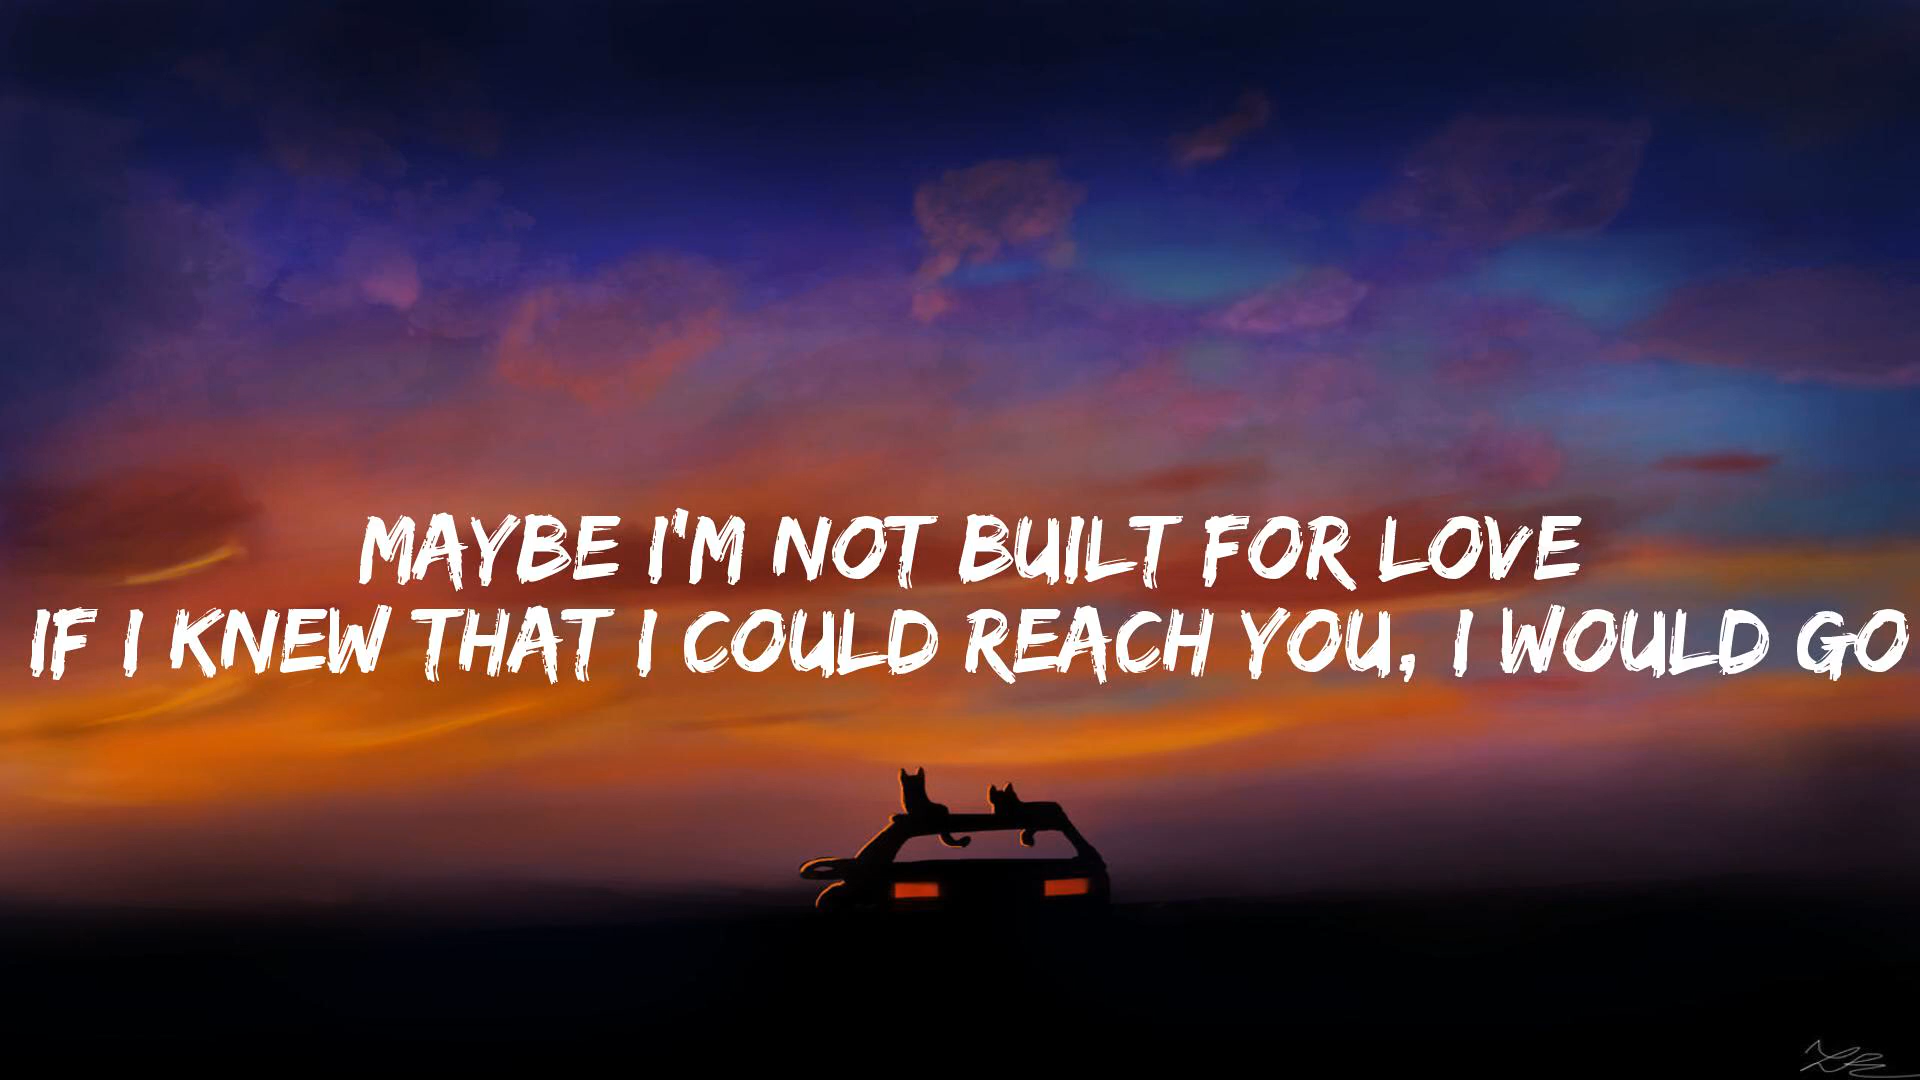 MAYBE I'M NOT BUILT FOR LOVE
IF I KNEW THAT I COULD REACH YOU, I WOULD GO